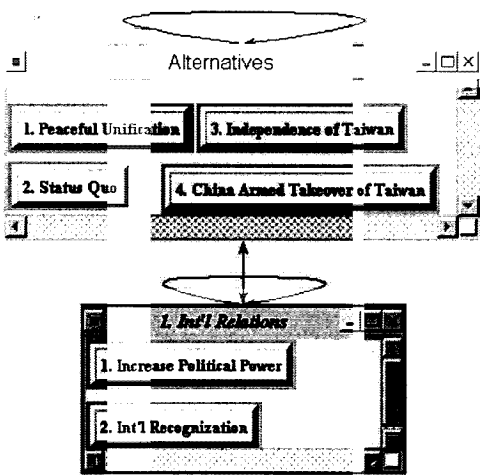 Alternatives
1. Peaceful Unification
3. Independence of Taiwan
2. Status Quo
4. China Armed Takeover of Taiwan
1. Int'l Relations
1. Increase Political Power
2. Int'l Recognization